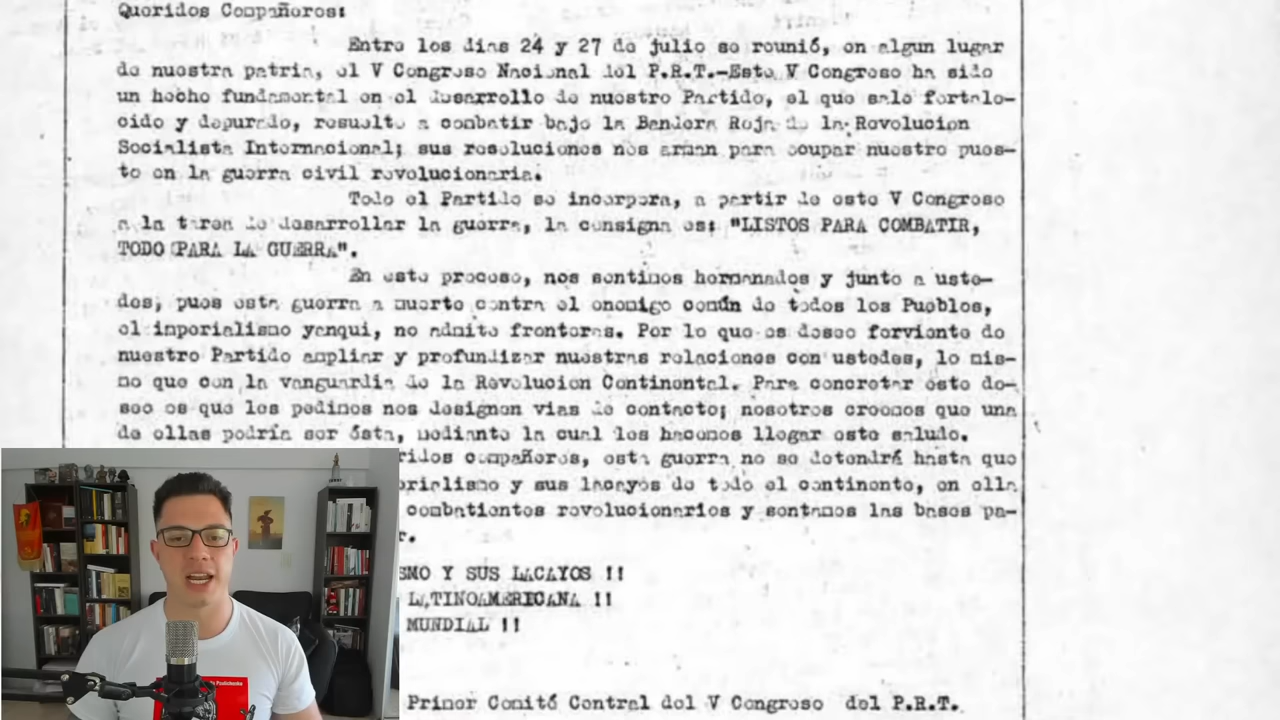 Queridos Compañeros:
Entre los dias 24 y 27 de julio se reunió, en algun lugar
de nuestra patria, el V Congreso Nacional del P.R.T.-Este V Congreso ha sido
un hecho fundamental en el desarrollo de nuestro Partido, el que sale fortale-
cido y depurado, resuelto a combatir bajo la Bandera Roja de la Revolucion
Socialista Internacional; sus resoluciones nos arman para ocupar nuestro pues-
to en la guerra civil revolucionaria.
Todo el Partido se incorpora, a partir de este V Congreso
a la tarea de desarrollar la guerra, la consigna es: "LISTOS PARA COMBATIR,
TODO PARA LA GUERRA".
En este proceso, nos sentimos hermanados y junto a uste-
des, pues esta guerra a muerte contra el enemigo común de todos los Pueblos,
el imperialismo yanqui, no admite fronteras. Por lo que es deseo ferviente de
nuestro Partido ampliar y profundizar nuestras relaciones con ustedes, lo mis-
mo que con la vanguardia de la Revolucion Continental. Para concretar este de-
seo es que les pedimos nos designen vias de contacto; nosotros creemos que una
de ellas podría ser ésta, mediante la cual les hacemos llegar este saludo.
ridos compañeros, esta guerra no se detendrá hasta que
rialismo y sus lacayos de todo el continente, en ella
combatientes revolucionarios y sentamos las bases pa-
r.
SMO Y SUS LACAYOS !!
LATINOAMERICANA !!
MUNDIAL !!
Primer Comité Central del V Congreso del P.R.T.